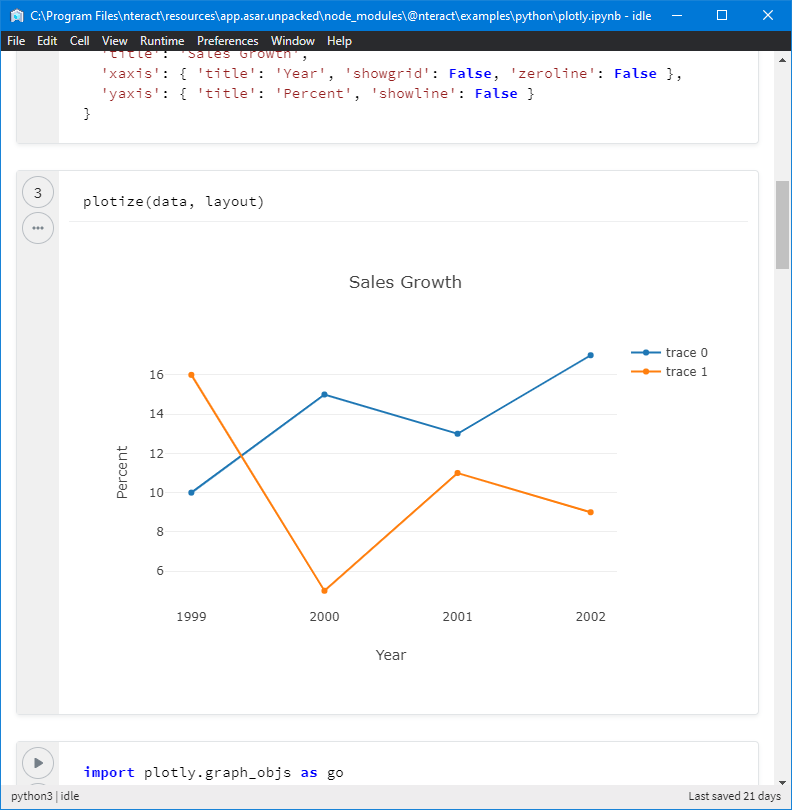 C:\Program Files\nteract\resources\app.asar.unpacked\node_modules\@nteract\examples\python\plotly.ipynb - idle
File Edit Cell View Runtime Preferences Window Help
'title': 'Sales Growth',
'xaxis': { 'title': 'Year', 'showgrid': False, 'zeroline': False },
'yaxis': { 'title': 'Percent', 'showline': False }
}
3
plotize(data, layout)
Sales Growth
trace 0
trace 1
16
14
12
10
8
6
Percent
1999 2000 2001 2002
Year
import plotly.graph_objs as go
python3 | idle
Last saved 21 days